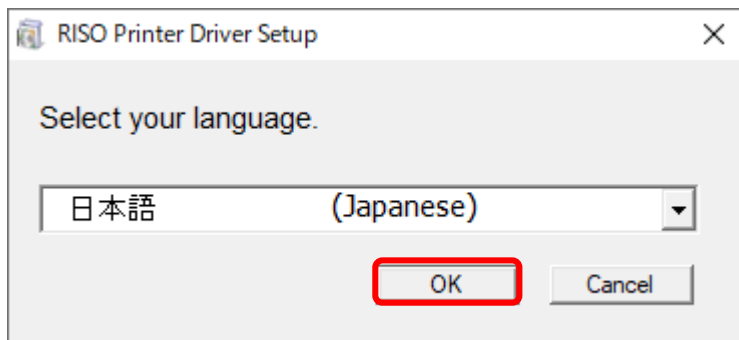 RISO Printer Driver Setup
Select your language.
日本語 (Japanese)
OK Cancel